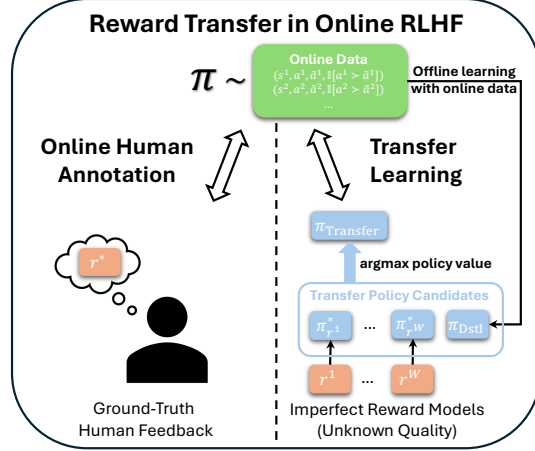 Reward Transfer in Online RLHF
π ~
Online Data
(s¹, a¹, ã¹, 𝕀[a¹ ≻ ã¹])
(s², a², ã², 𝕀[a² ≻ ã²])
...
Offline learning
with online data
Online Human
Annotation
Transfer
Learning
π_Transfer
argmax policy value
r*
Transfer Policy Candidates
π*_{r¹} ... π*_{r^W} π_Dstl
r¹ ... r^W
Ground-Truth
Human Feedback
Imperfect Reward Models
(Unknown Quality)